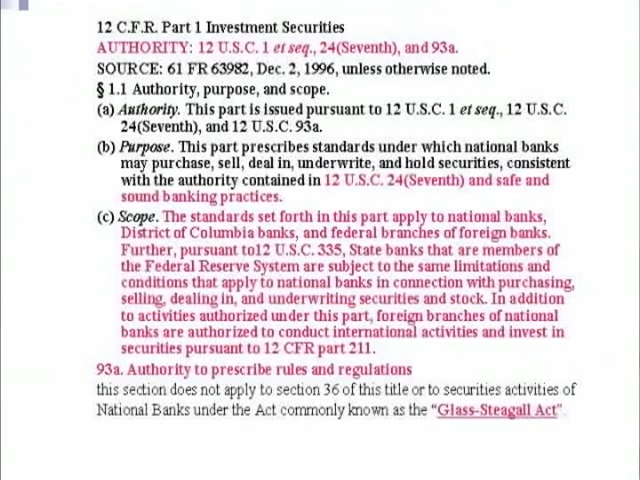 12 C.F.R. Part 1 Investment Securities
AUTHORITY: 12 U.S.C. 1 et seq., 24(Seventh), and 93a.
SOURCE: 61 FR 63982, Dec. 2, 1996, unless otherwise noted.
§ 1.1 Authority, purpose, and scope.
(a) Authority. This part is issued pursuant to 12 U.S.C. 1 et seq., 12 U.S.C.
24(Seventh), and 12 U.S.C. 93a.
(b) Purpose. This part prescribes standards under which national banks
may purchase, sell, deal in, underwrite, and hold securities, consistent
with the authority contained in 12 U.S.C. 24(Seventh) and safe and
sound banking practices.
(c) Scope. The standards set forth in this part apply to national banks,
District of Columbia banks, and federal branches of foreign banks.
Further, pursuant to12 U.S.C. 335, State banks that are members of
the Federal Reserve System are subject to the same limitations and
conditions that apply to national banks in connection with purchasing,
selling, dealing in, and underwriting securities and stock. In addition
to activities authorized under this part, foreign branches of national
banks are authorized to conduct international activities and invest in
securities pursuant to 12 CFR part 211.
93a. Authority to prescribe rules and regulations
this section does not apply to section 36 of this title or to securities activities of
National Banks under the Act commonly known as the "Glass-Steagall Act".